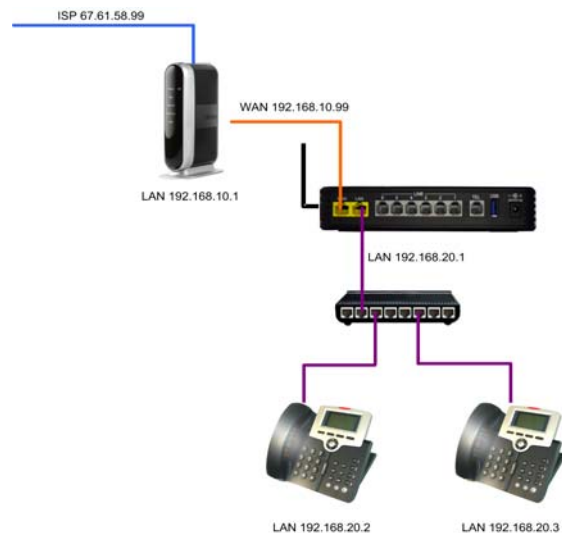 ISP 67.61.58.99
WAN 192.168.10.99
LAN 192.168.10.1
LAN 192.168.20.1
LAN 192.168.20.2
LAN 192.168.20.3